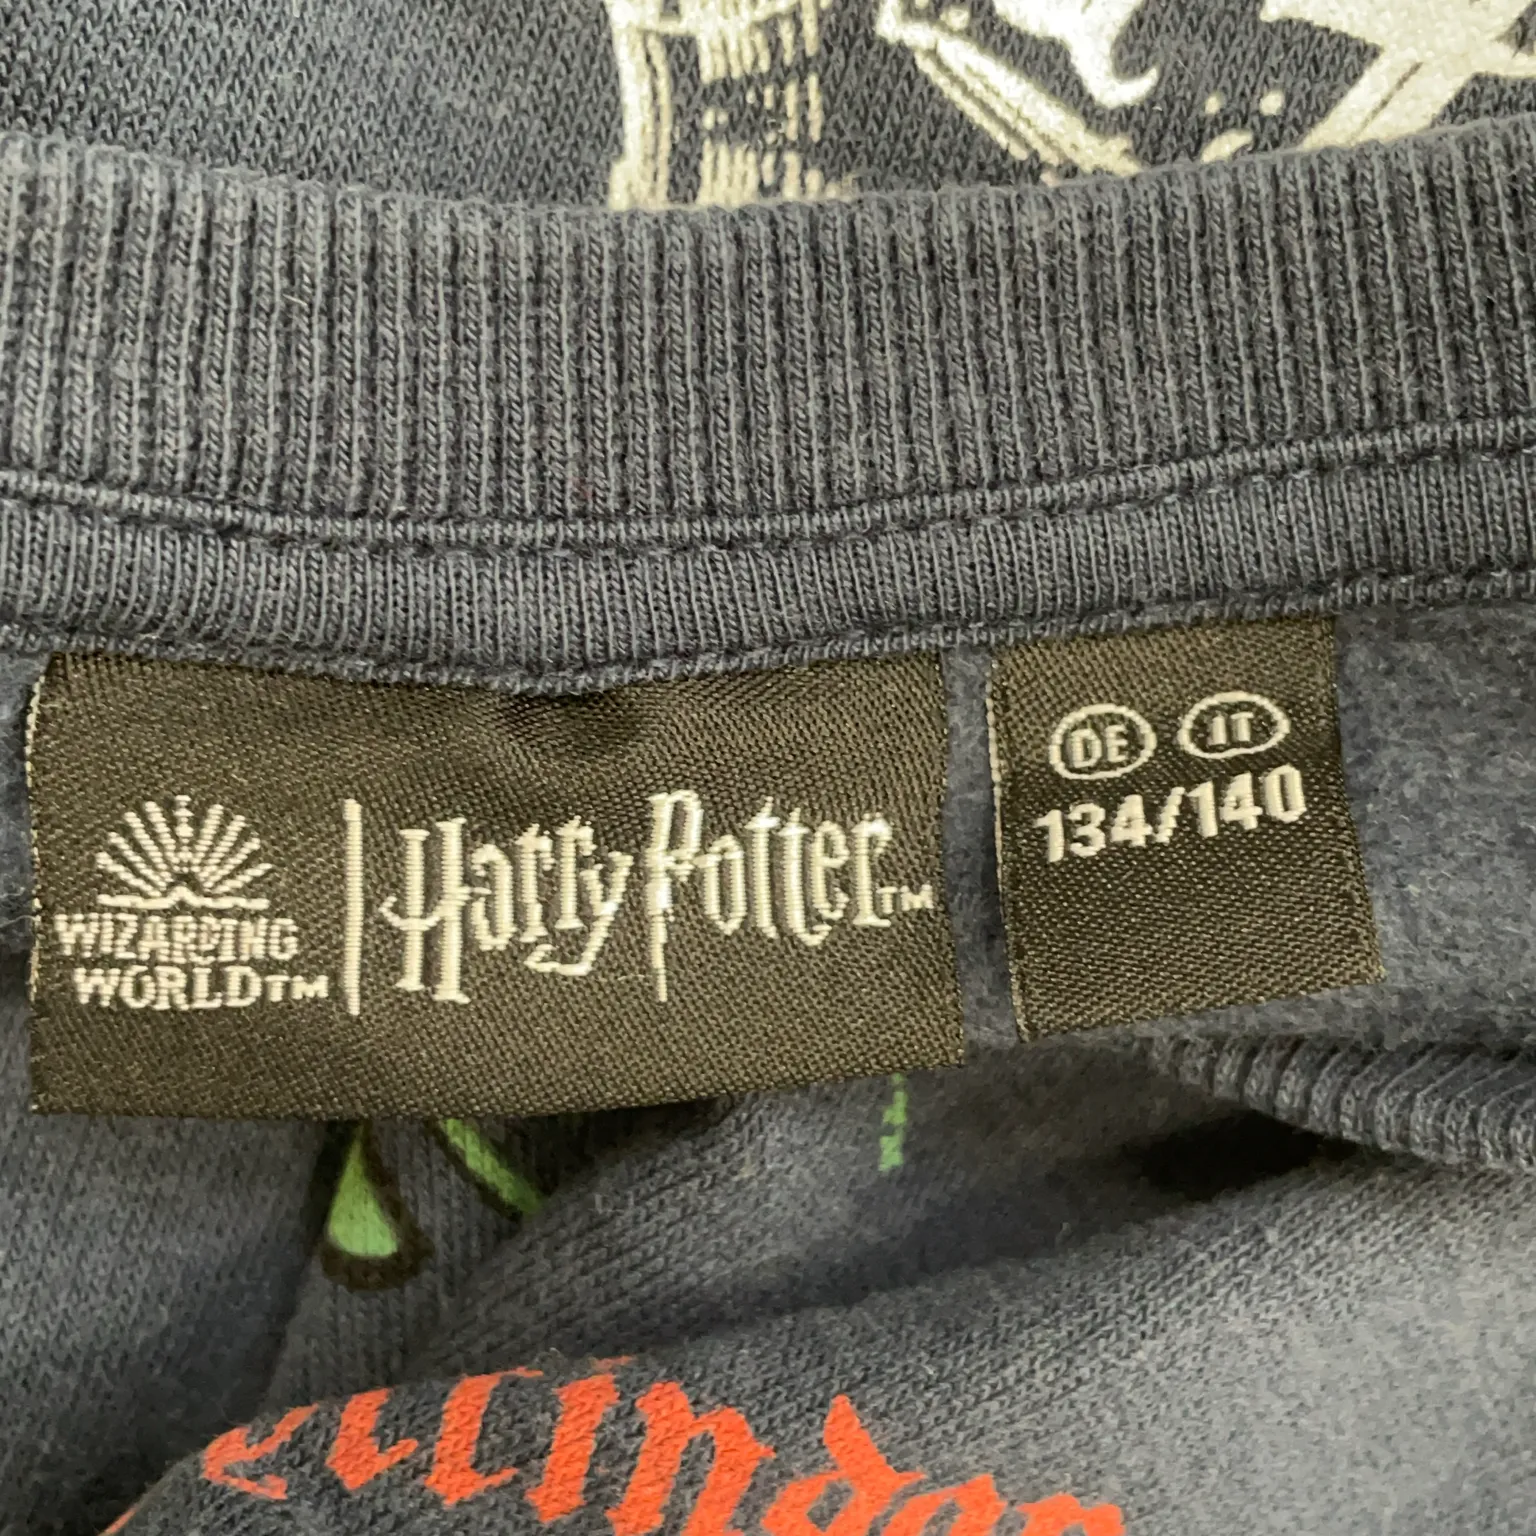 WIZARDING
WORLD™
Harry Potter™
DE IT
134/140